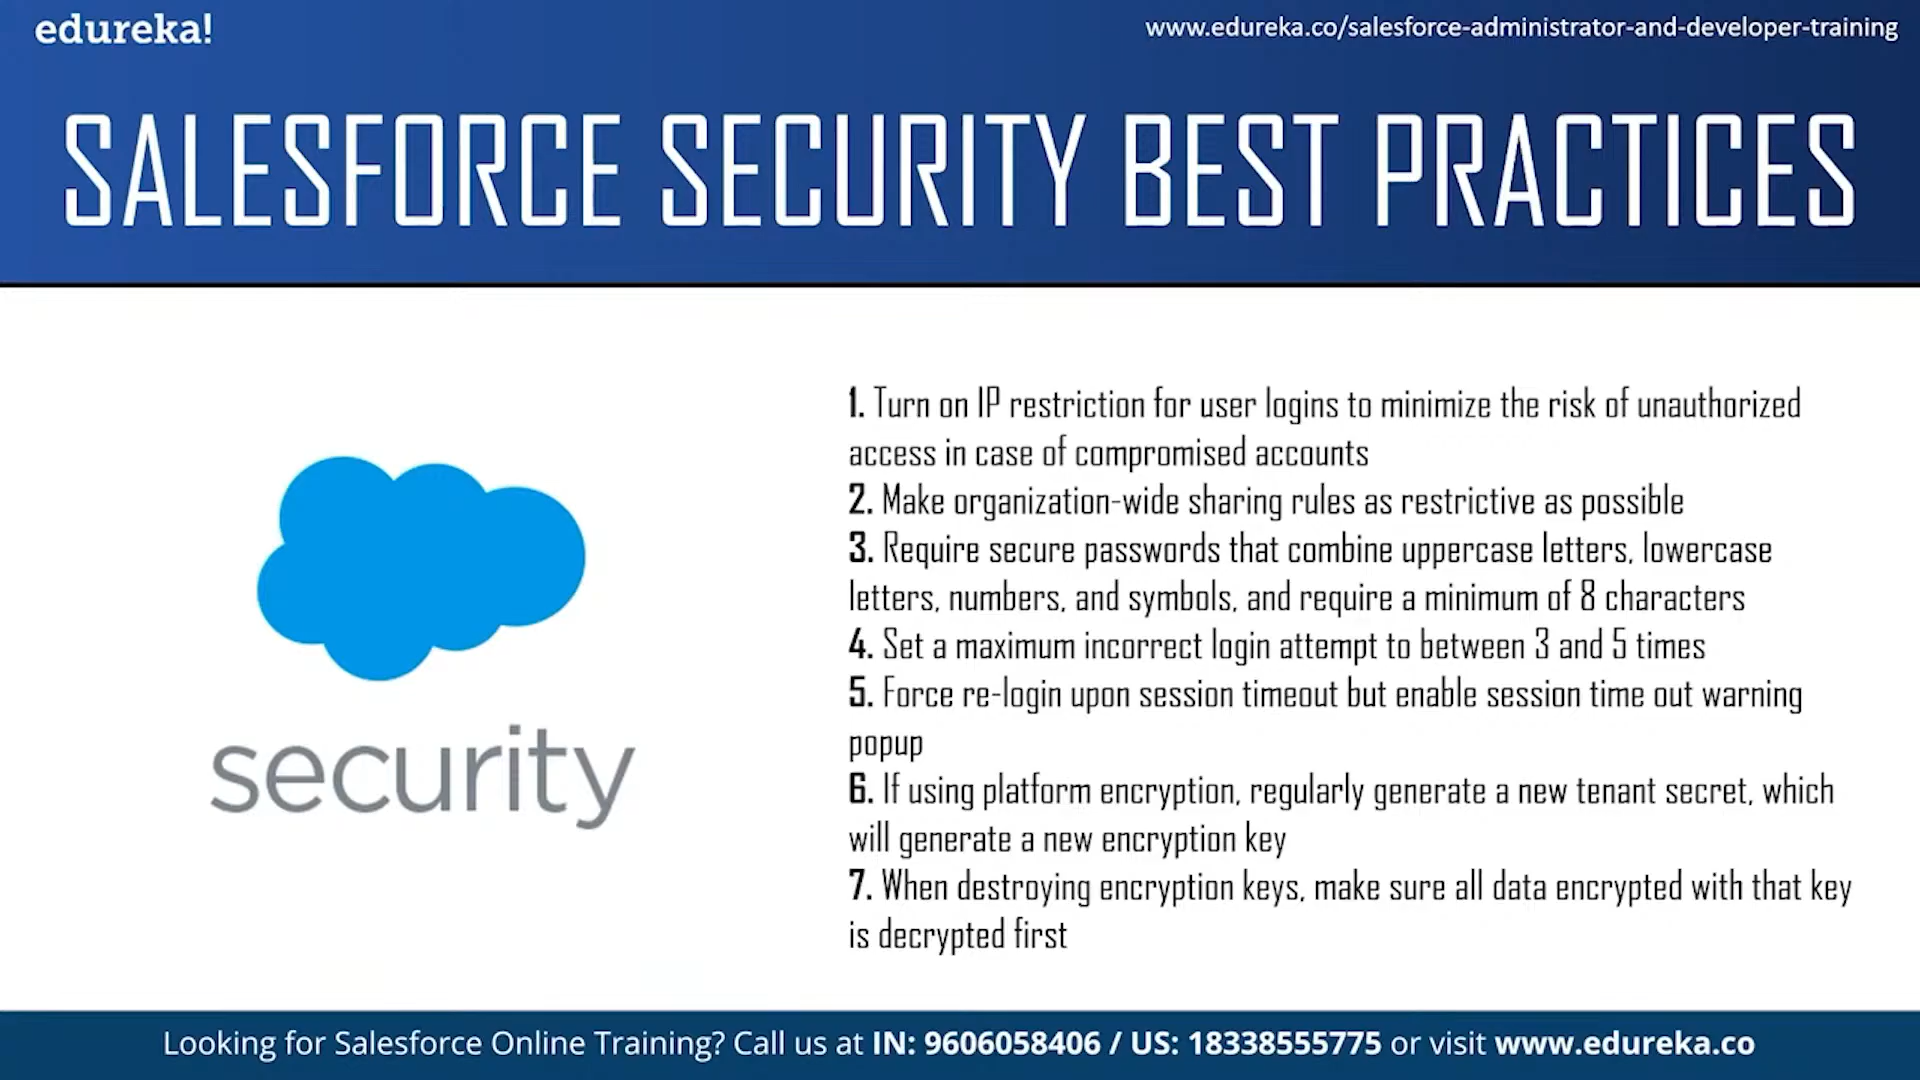 edureka!
www.edureka.co/salesforce-administrator-and-developer-training
SALESFORCE SECURITY BEST PRACTICES
security
1. Turn on IP restriction for user logins to minimize the risk of unauthorized
access in case of compromised accounts
2. Make organization-wide sharing rules as restrictive as possible
3. Require secure passwords that combine uppercase letters, lowercase
letters, numbers, and symbols, and require a minimum of 8 characters
4. Set a maximum incorrect login attempt to between 3 and 5 times
5. Force re-login upon session timeout but enable session time out warning
popup
6. If using platform encryption, regularly generate a new tenant secret, which
will generate a new encryption key
7. When destroying encryption keys, make sure all data encrypted with that key
is decrypted first
Looking for Salesforce Online Training? Call us at IN: 9606058406 / US: 18338555775 or visit www.edureka.co